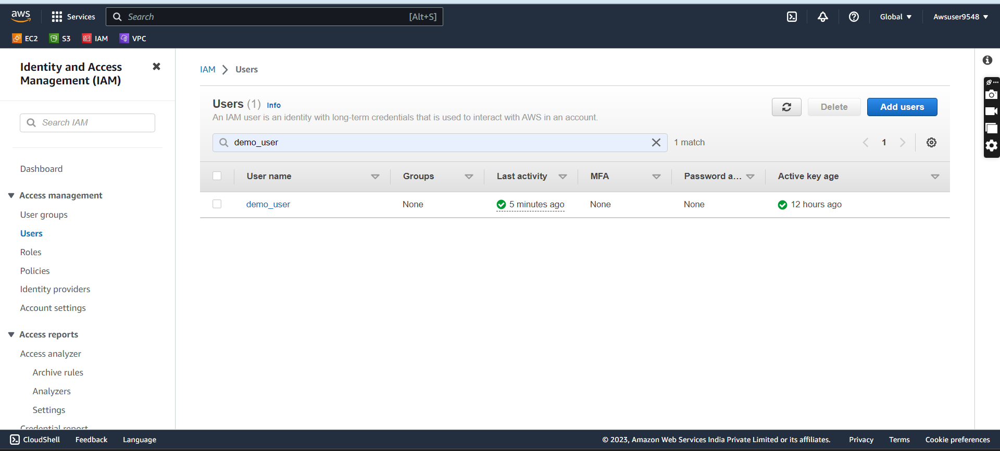 aws Services Search [Alt+S] Global Awsuser9548
EC2 S3 IAM VPC
Identity and Access
Management (IAM)
Search IAM
Dashboard
Access management
User groups
Users
Roles
Policies
Identity providers
Account settings
Access reports
Access analyzer
Archive rules
Analyzers
Settings
Credential report
IAM Users
Users (1) Info
An IAM user is an identity with long-term credentials that is used to interact with AWS in an account.
Delete Add users
demo_user 1 match 1
User name Groups Last activity MFA Password a... Active key age
demo_user None 5 minutes ago None None 12 hours ago
CloudShell Feedback Language © 2023, Amazon Web Services India Private Limited or its affiliates. Privacy Terms Cookie preferences